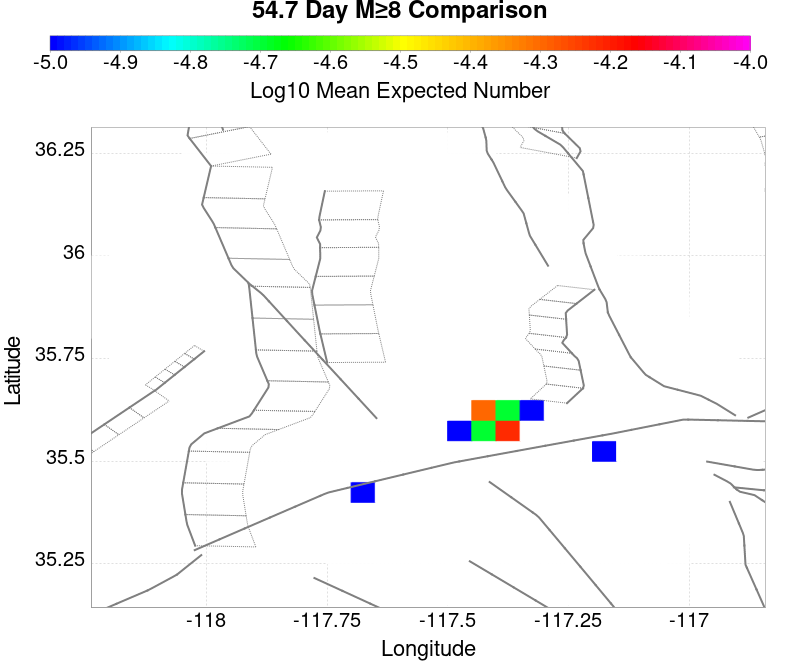 54.7 Day M≥8 Comparison
-5.0 -4.9 -4.8 -4.7 -4.6 -4.5 -4.4 -4.3 -4.2 -4.1 -4.0
Log10 Mean Expected Number
36.25
36
35.75
35.5
35.25
Latitude
-118 -117.75 -117.5 -117.25 -117
Longitude